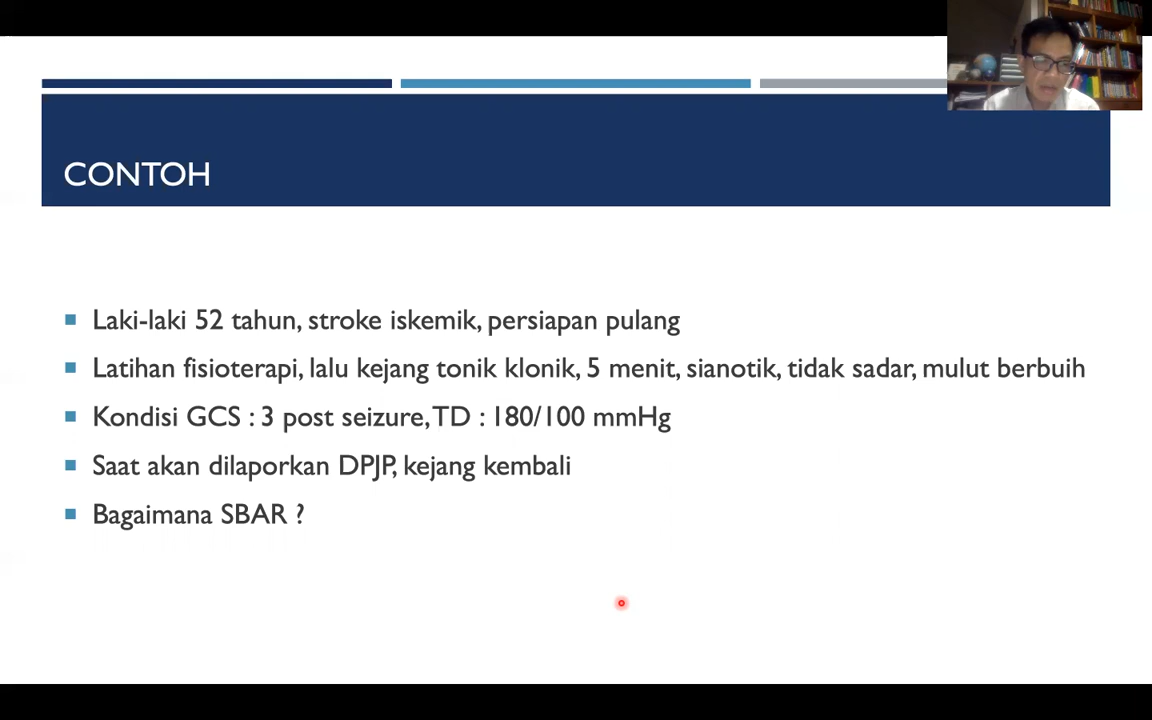 CONTOH
Laki-laki 52 tahun, stroke iskemik, persiapan pulang
Latihan fisioterapi, lalu kejang tonik klonik, 5 menit, sianotik, tidak sadar, mulut berbuih
Kondisi GCS : 3 post seizure, TD : 180/100 mmHg
Saat akan dilaporkan DPJP, kejang kembali
Bagaimana SBAR ?